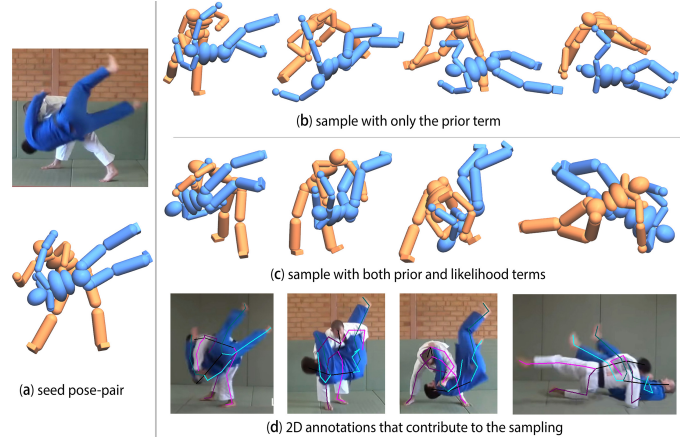 (b) sample with only the prior term
(c) sample with both prior and likelihood terms
(a) seed pose-pair
(d) 2D annotations that contribute to the sampling